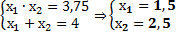 {x₁ · x₂ = 3,75 ⇒ {x₁ = 1,5
{x₁ + x₂ = 4 {x₂ = 2,5